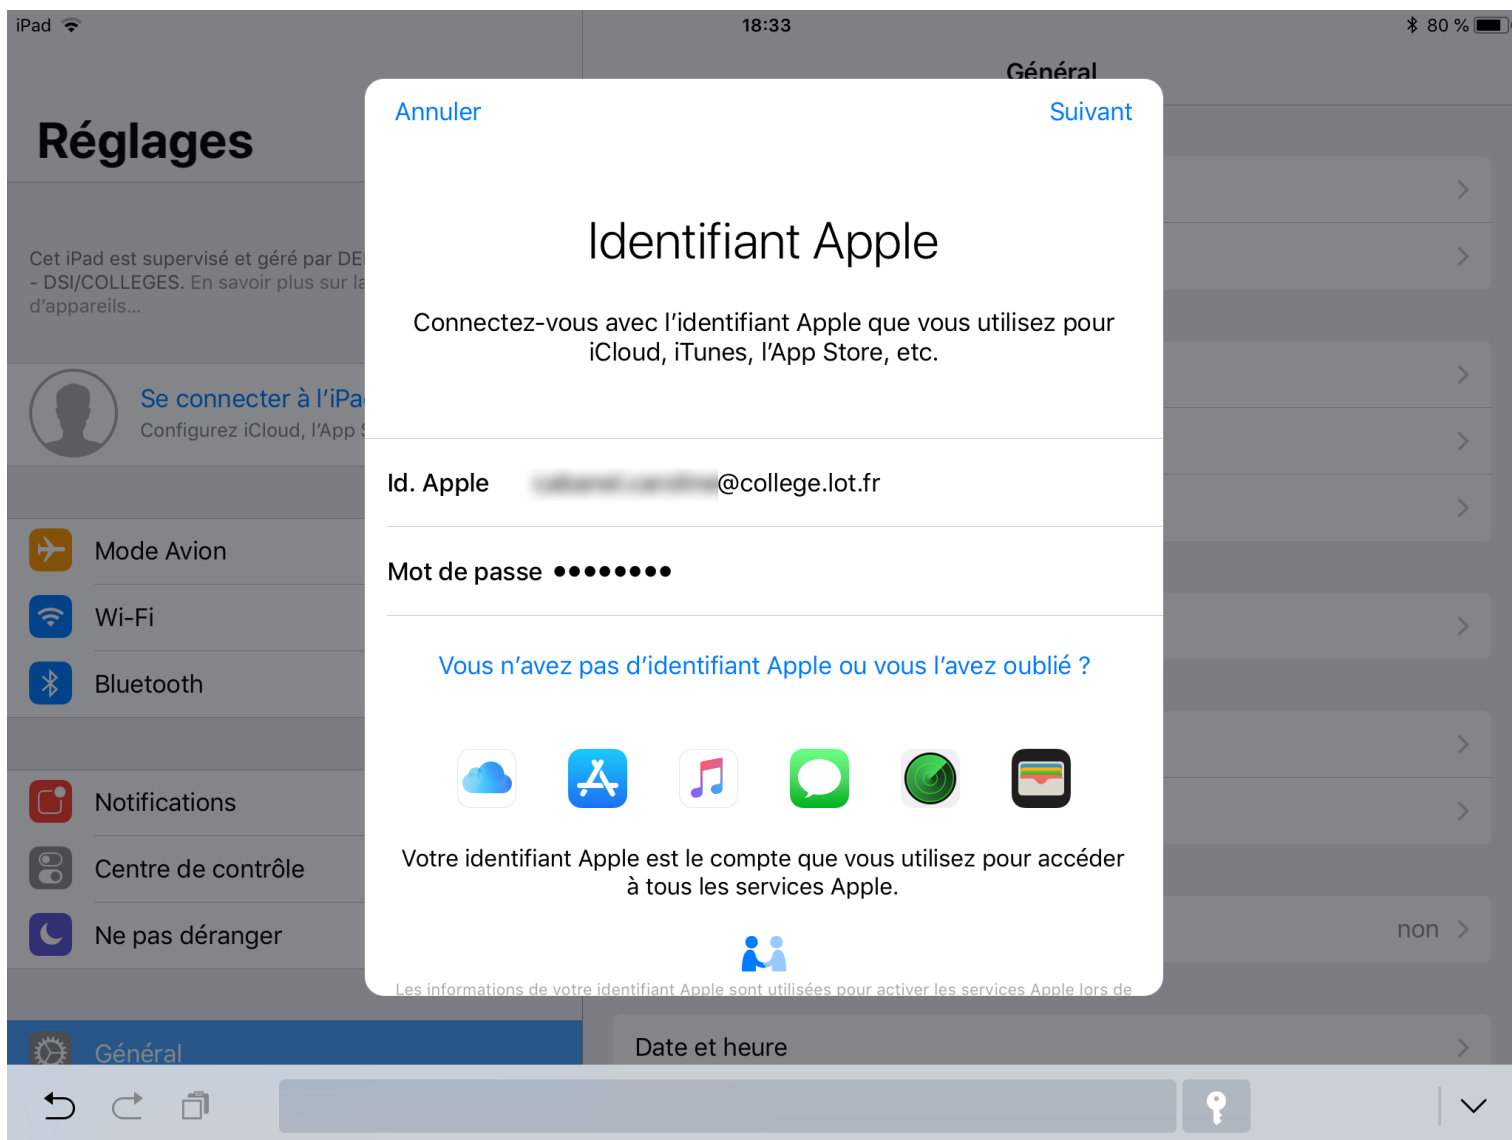 iPad
18:33
80 %
Général
Annuler
Suivant
Réglages
Identifiant Apple
Cet iPad est supervisé et géré par DE
- DSI/COLLEGES. En savoir plus sur la
d'appareils...
Connectez-vous avec l'identifiant Apple que vous utilisez pour
iCloud, iTunes, l'App Store, etc.
Se connecter à l'iPa
Configurez iCloud, l'App
Id. Apple @college.lot.fr
Mode Avion
Mot de passe ••••••••
Wi-Fi
Vous n'avez pas d'identifiant Apple ou vous l'avez oublié ?
Bluetooth
Notifications
Centre de contrôle
Votre identifiant Apple est le compte que vous utilisez pour accéder
à tous les services Apple.
Ne pas déranger
non
Les informations de votre identifiant Apple sont utilisées pour activer les services Apple lors de
Général
Date et heure